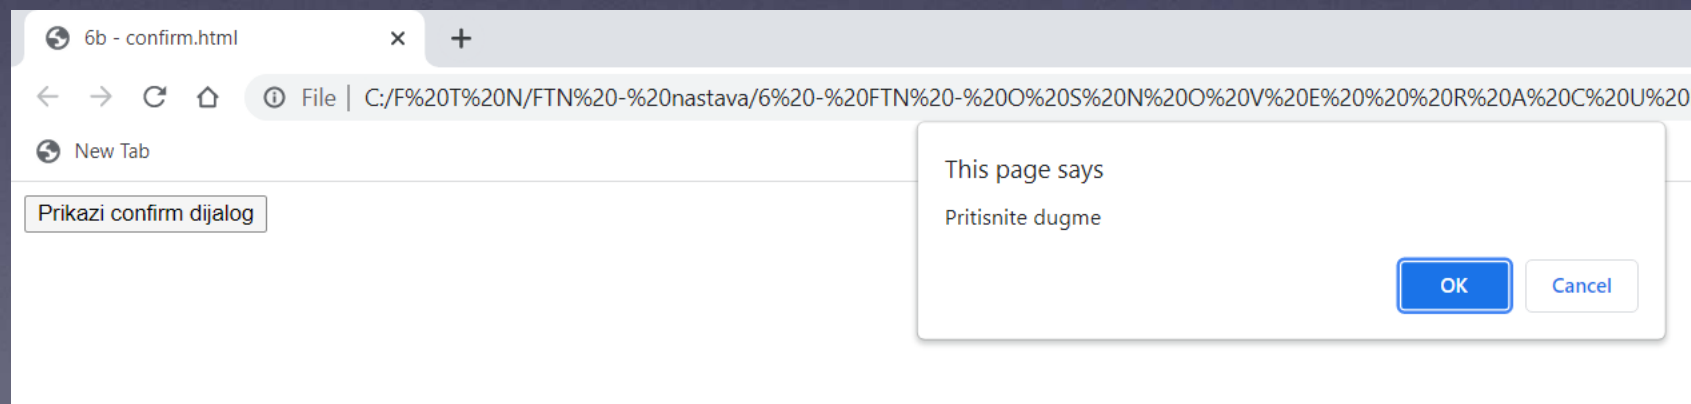 6b - confirm.html
File | C:/F%20T%20N/FTN%20-%20nastava/6%20-%20FTN%20-%20O%20S%20N%20O%20V%20E%20%20%20R%20A%20C%20U%20
New Tab
This page says
Prikazi confirm dijalog
Pritisnite dugme
OK Cancel